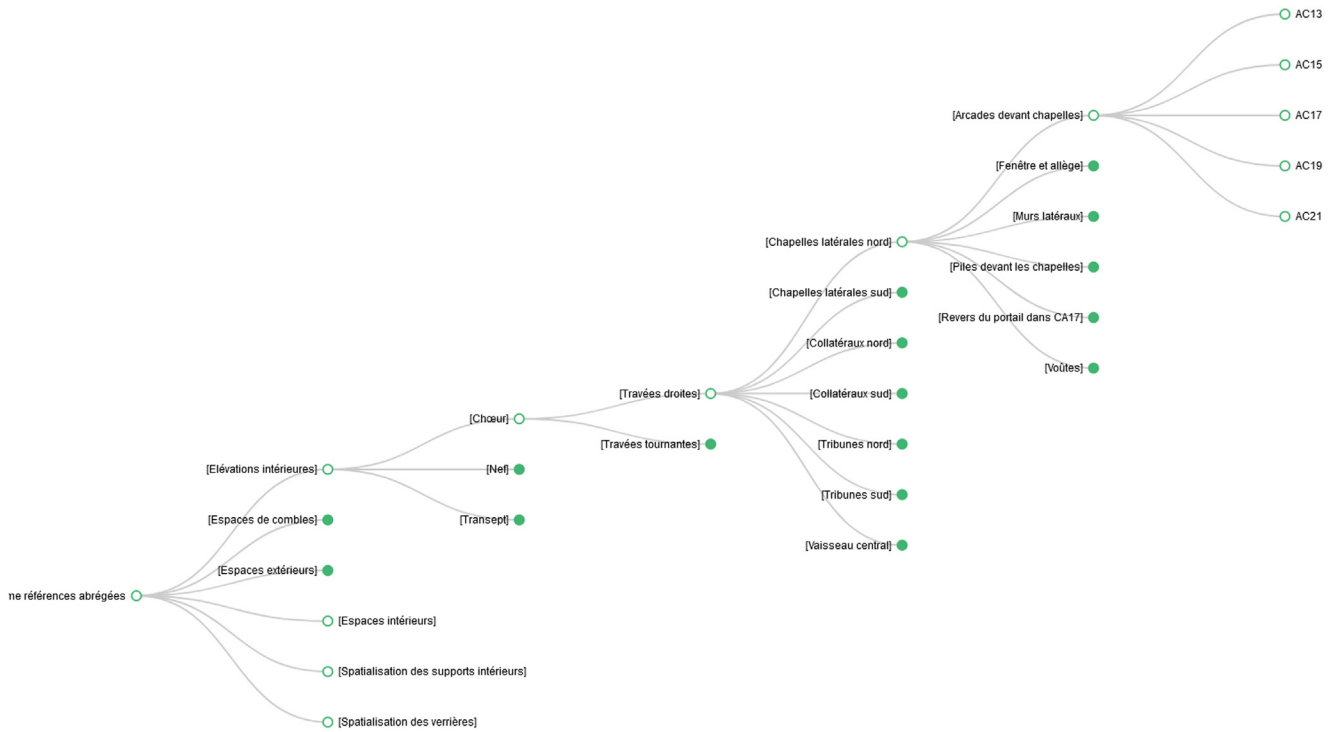 AC13
AC15
AC17
[Arcades devant chapelles]
AC19
[Fenêtre et allège]
AC21
[Murs latéraux]
[Chapelles latérales nord]
[Piles devant les chapelles]
[Chapelles latérales sud]
[Revers du portail dans CA17]
[Collatéraux nord]
[Voûtes]
[Travées droites]
[Collatéraux sud]
[Chœur]
[Travées tournantes]
[Tribunes nord]
[Elévations intérieures]
[Nef]
[Tribunes sud]
[Espaces de combles]
[Transept]
[Vaisseau central]
[Espaces extérieurs]
me références abrégées
[Espaces intérieurs]
[Spatialisation des supports intérieurs]
[Spatialisation des verrières]